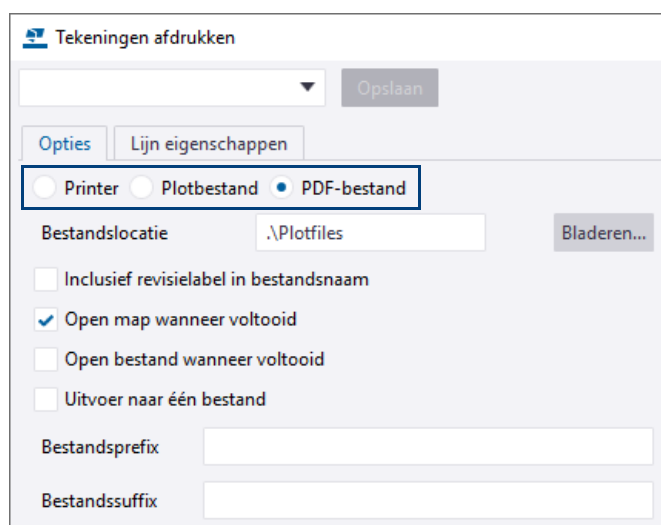 Tekeningen afdrukken
Opslaan
Opties Lijn eigenschappen
Printer Plotbestand PDF-bestand
Bestandslocatie .\Plotfiles Bladeren...
Inclusief revisielabel in bestandsnaam
Open map wanneer voltooid
Open bestand wanneer voltooid
Uitvoer naar één bestand
Bestandsprefix
Bestandssuffix